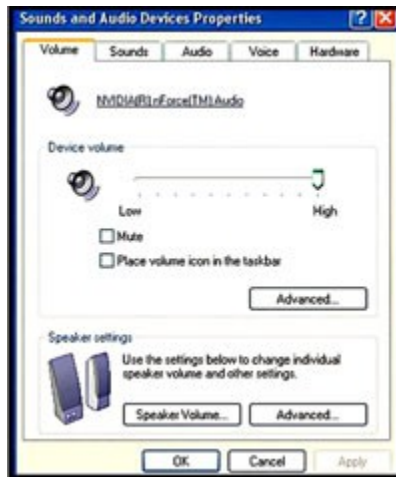 Sounds and Audio Devices Properties
Volume Sounds Audio Voice Hardware
NVIDIA(R) nForce(TM) Audio
Device volume
Low High
Mute
Place volume icon in the taskbar
Advanced...
Speaker settings
Use the settings below to change individual
speaker volume and other settings.
Speaker Volume... Advanced...
OK Cancel Apply